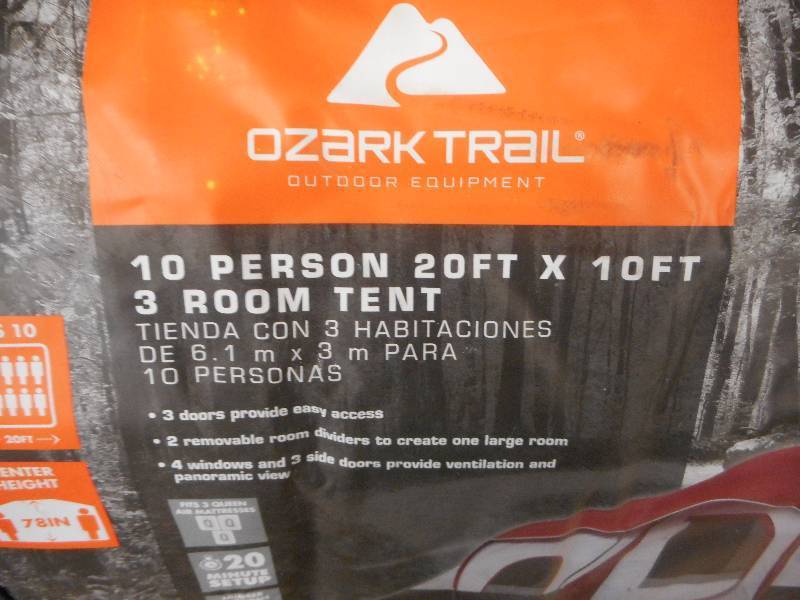 OZARK TRAIL®
OUTDOOR EQUIPMENT
10 PERSON 20FT X 10FT
3 ROOM TENT
TIENDA CON 3 HABITACIONES
DE 6.1 m x 3 m PARA
10 PERSONAS
• 3 doors provide easy access
• 2 removable room dividers to create one large room
• 4 windows and 3 side doors provide ventilation and
panoramic view
S 10
20FT
ENTER
HEIGHT
78IN
FITS 3 QUEEN
AIR MATTRESSES
Q Q
Q
20
MINUTE
SETUP